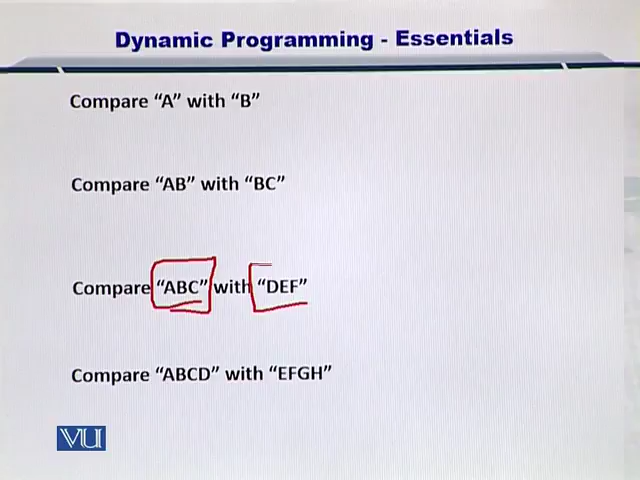 Dynamic Programming - Essentials
Compare “A” with “B”
Compare “AB” with “BC”
Compare “ABC” with “DEF”
Compare “ABCD” with “EFGH”
VU